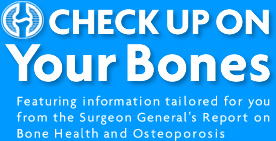 CHECK UP ON
Your Bones
Featuring information tailored for you
from the Surgeon General's Report on
Bone Health and Osteoporosis